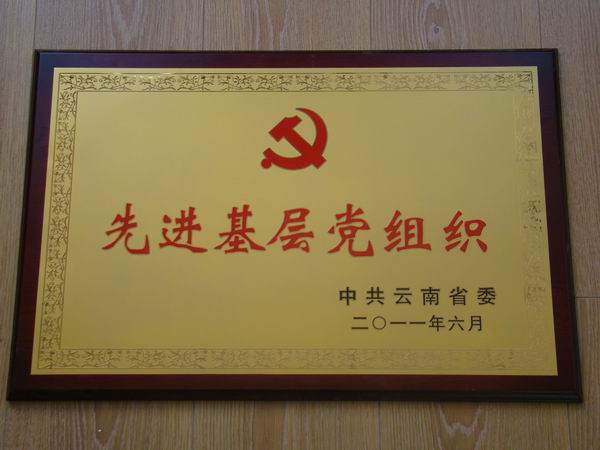 先进基层党组织
中共云南省委
二〇一一年六月